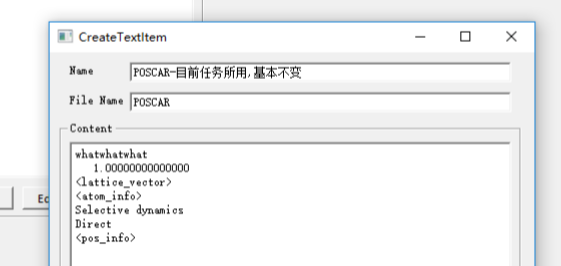 CreateTextItem
Name POSCAR-目前任务所用,基本不变
File Name POSCAR
Content
whatwhatwhat
1.00000000000000
<lattice_vector>
<atom_info>
Selective dynamics
Direct
<pos_info>